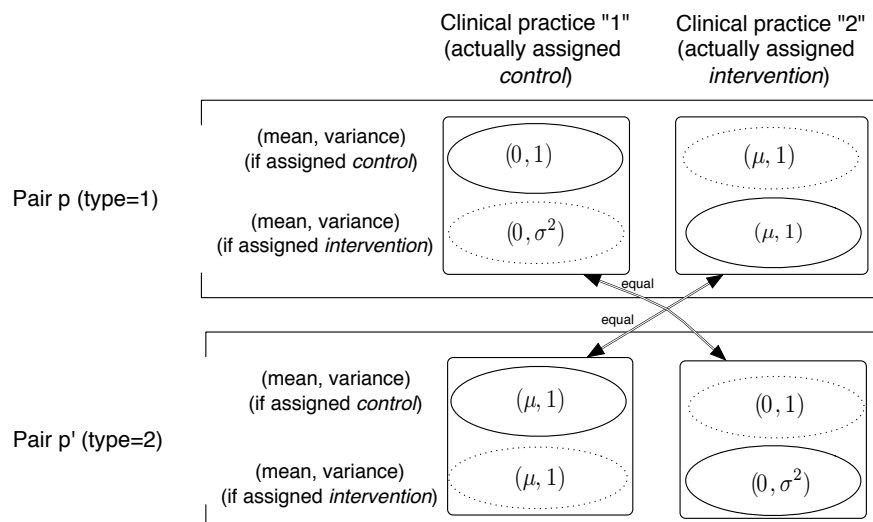 Clinical practice "1"
(actually assigned
control)
Clinical practice "2"
(actually assigned
intervention)
Pair p (type=1)
(mean, variance)
(if assigned control)
(0, 1)
(μ, 1)
(mean, variance)
(if assigned intervention)
(0, σ²)
(μ, 1)
equal
equal
Pair p' (type=2)
(mean, variance)
(if assigned control)
(μ, 1)
(0, 1)
(mean, variance)
(if assigned intervention)
(μ, 1)
(0, σ²)